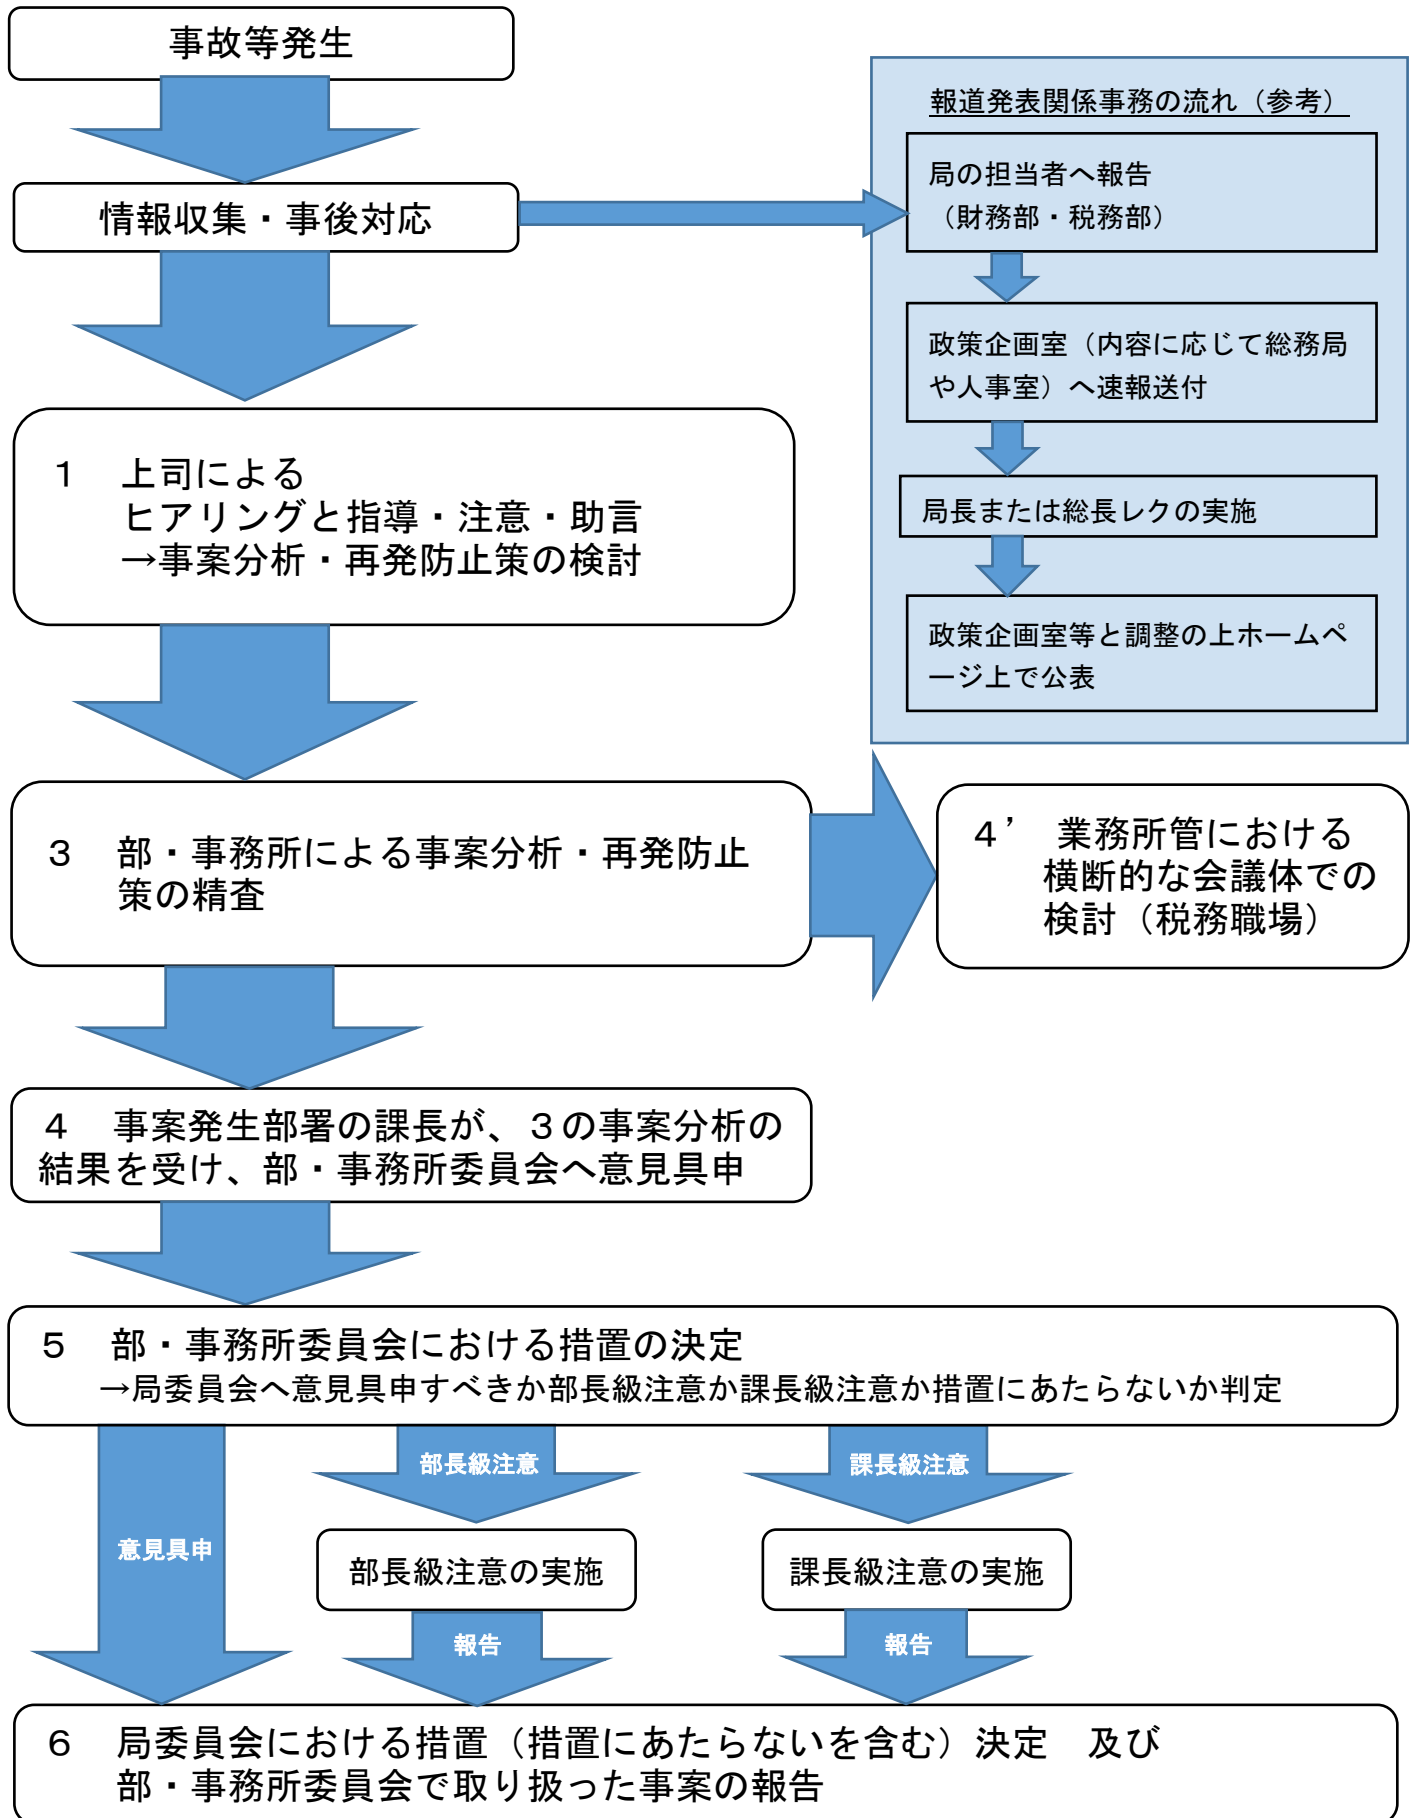 事故等発生
情報収集・事後対応
報道発表関係事務の流れ（参考）
局の担当者へ報告
（財務部・税務部）
政策企画室（内容に応じて総務局
や人事室）へ速報送付
局長または総長レクの実施
政策企画室等と調整の上ホームペ
ージ上で公表
１　上司による
ヒアリングと指導・注意・助言
→事案分析・再発防止策の検討
３　部・事務所による事案分析・再発防止
策の精査
４’　業務所管における
横断的な会議体での
検討（税務職場）
４　事案発生部署の課長が、３の事案分析の
結果を受け、部・事務所委員会へ意見具申
５　部・事務所委員会における措置の決定
→局委員会へ意見具申すべきか部長級注意か課長級注意か措置にあたらないか判定
意見具申
部長級注意
課長級注意
部長級注意の実施
課長級注意の実施
報告
報告
６　局委員会における措置（措置にあたらないを含む）決定　及び
部・事務所委員会で取り扱った事案の報告